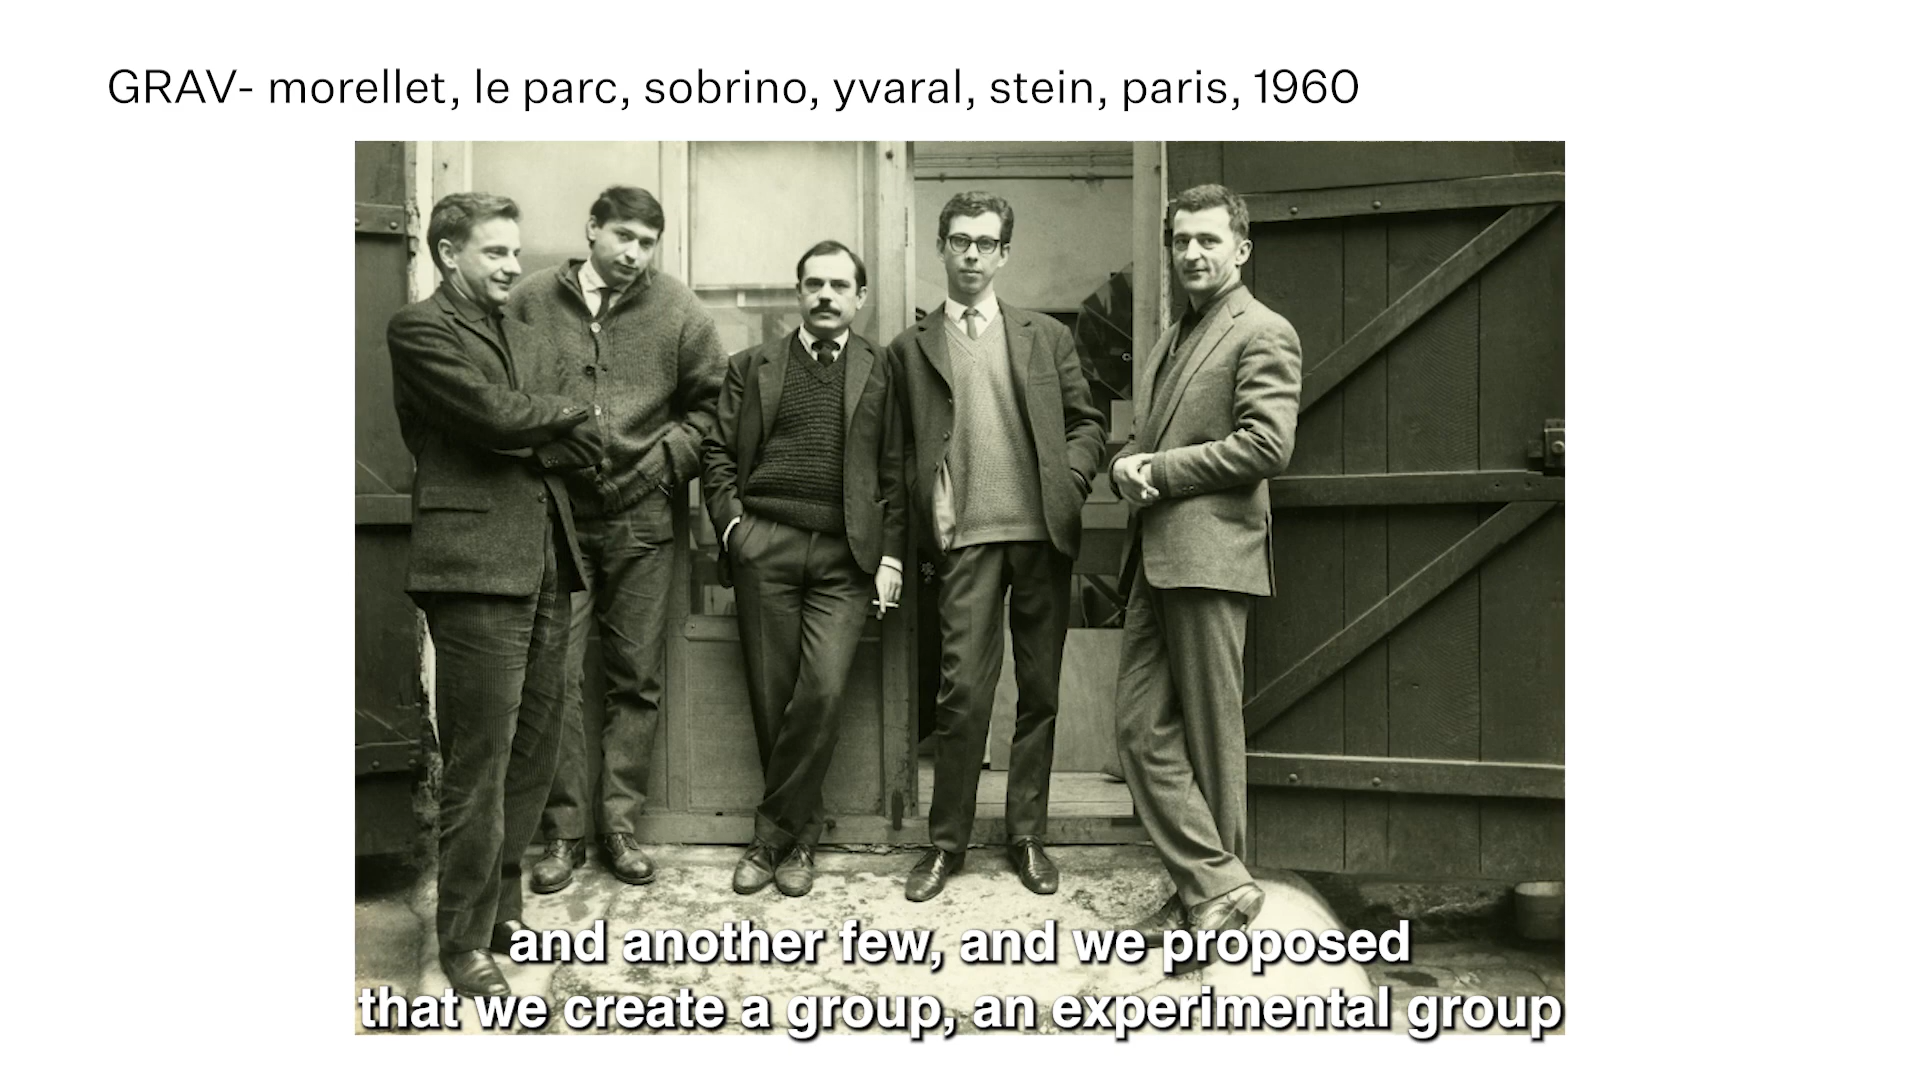 GRAV- morellet, le parc, sobrino, yvaral, stein, paris, 1960
and another few, and we proposed
that we create a group, an experimental group